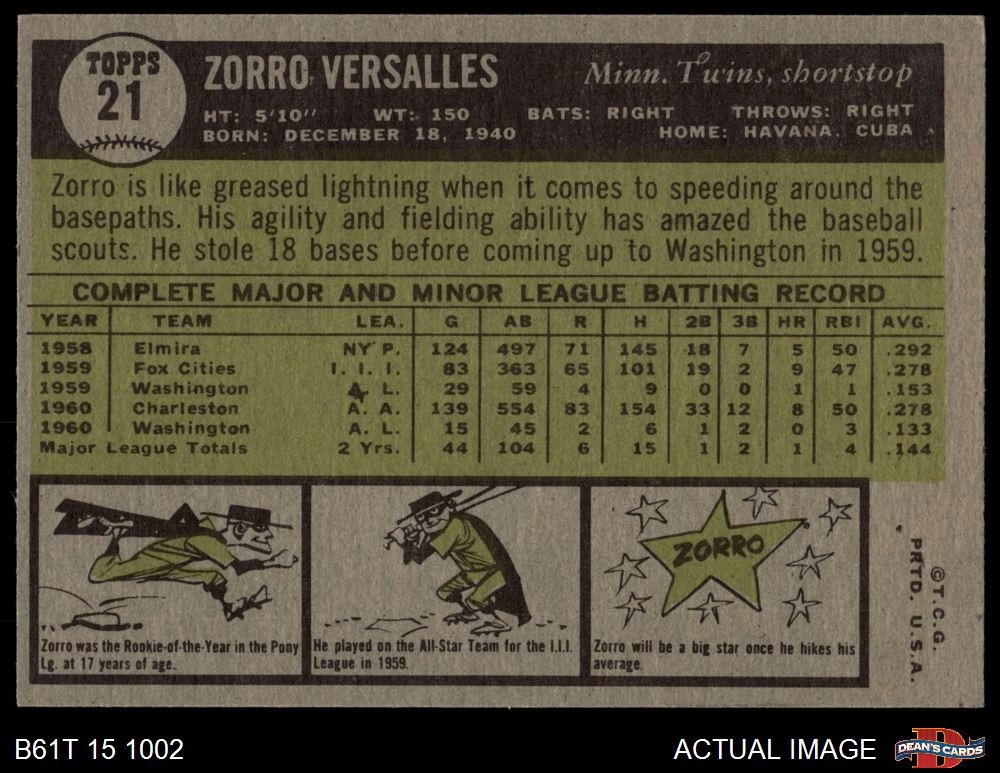 TOPPS
21
ZORRO VERSALLES
Minn. Twins, shortstop
HT: 5'10" WT: 150 BATS: RIGHT THROWS: RIGHT
BORN: DECEMBER 18, 1940 HOME: HAVANA, CUBA
Zorro is like greased lightning when it comes to speeding around the
basepaths. His agility and fielding ability has amazed the baseball
scouts. He stole 18 bases before coming up to Washington in 1959.
COMPLETE MAJOR AND MINOR LEAGUE BATTING RECORD
YEAR TEAM LEA. G AB R H 2B 3B HR RBI AVG.
1958 Elmira NY P. 124 497 71 145 18 7 5 50 .292
1959 Fox Cities I. I. I. 83 363 65 101 19 2 9 47 .278
1959 Washington A. L. 29 59 4 9 0 0 1 1 .153
1960 Charleston A. A. 139 554 83 154 33 12 8 50 .278
1960 Washington A. L. 15 45 2 6 1 2 0 3 .133
Major League Totals 2 Yrs. 44 104 6 15 1 2 1 4 .144
Zorro was the Rookie-of-the-Year in the Pony
Lg. at 17 years of age.
He played on the All-Star Team for the I.I.I.
League in 1959.
ZORRO
Zorro will be a big star once he hikes his
average.
©T.C.G.
PRTD. U.S.A.
B61T 15 1002
ACTUAL IMAGE
DEAN'S CARDS